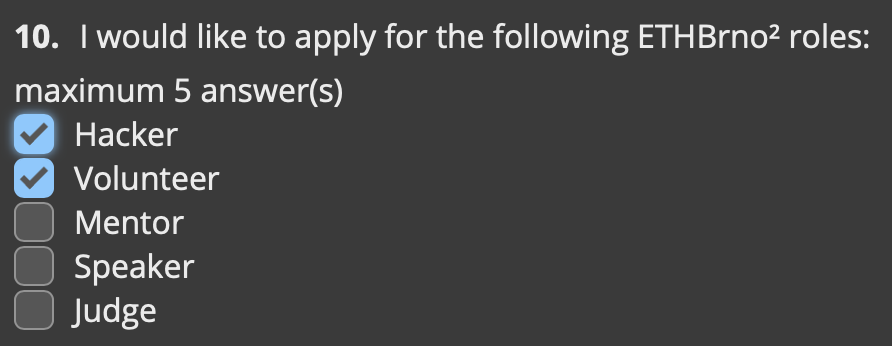 10. I would like to apply for the following ETHBrno² roles:
maximum 5 answer(s)
Hacker
Volunteer
Mentor
Speaker
Judge